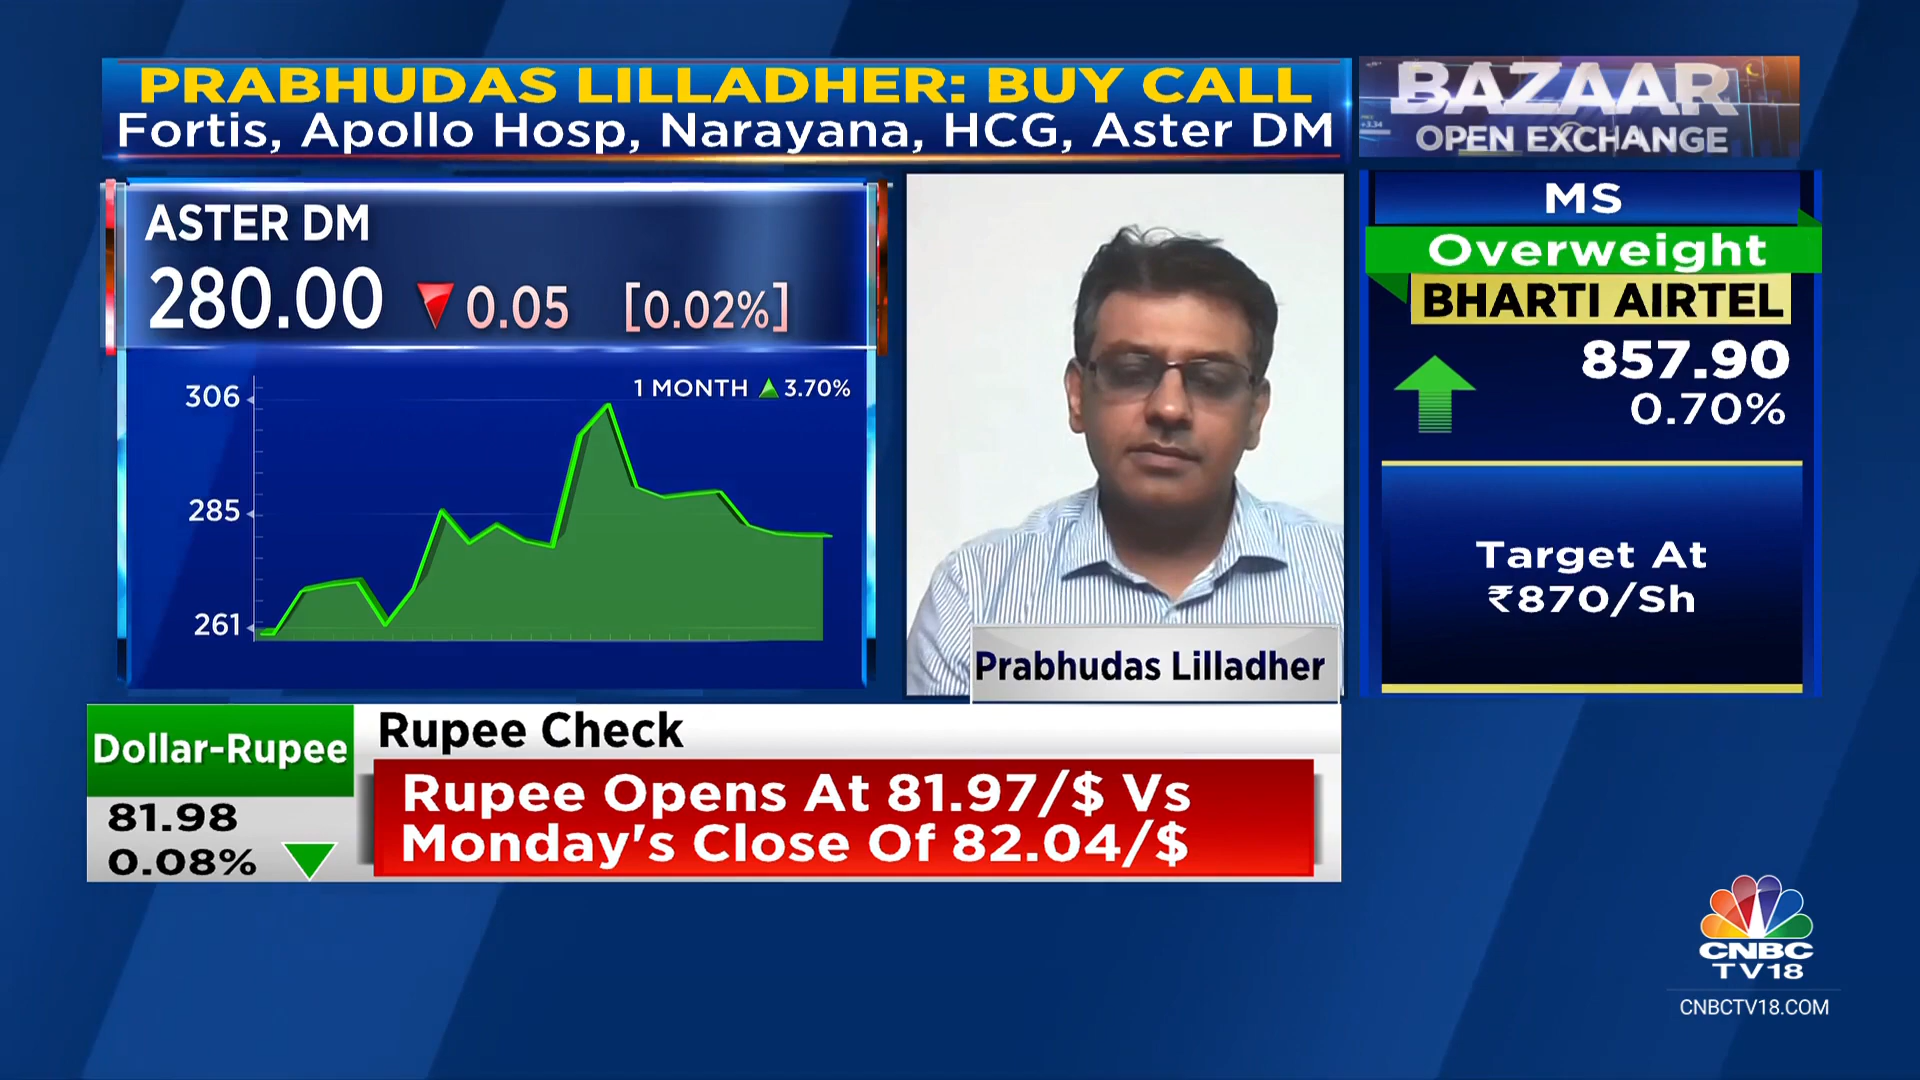 PRABHUDAS LILLADHER: BUY CALL
Fortis, Apollo Hosp, Narayana, HCG, Aster DM
BAZAAR
OPEN EXCHANGE
ASTER DM
280.00 0.05 [0.02%]
1 MONTH 3.70%
306
285
261
Prabhudas Lilladher
MS
Overweight
BHARTI AIRTEL
857.90
0.70%
Target At
₹870/Sh
Dollar-Rupee
81.98
0.08%
Rupee Check
Rupee Opens At 81.97/$ Vs
Monday's Close Of 82.04/$
CNBC
TV18
CNBCTV18.COM